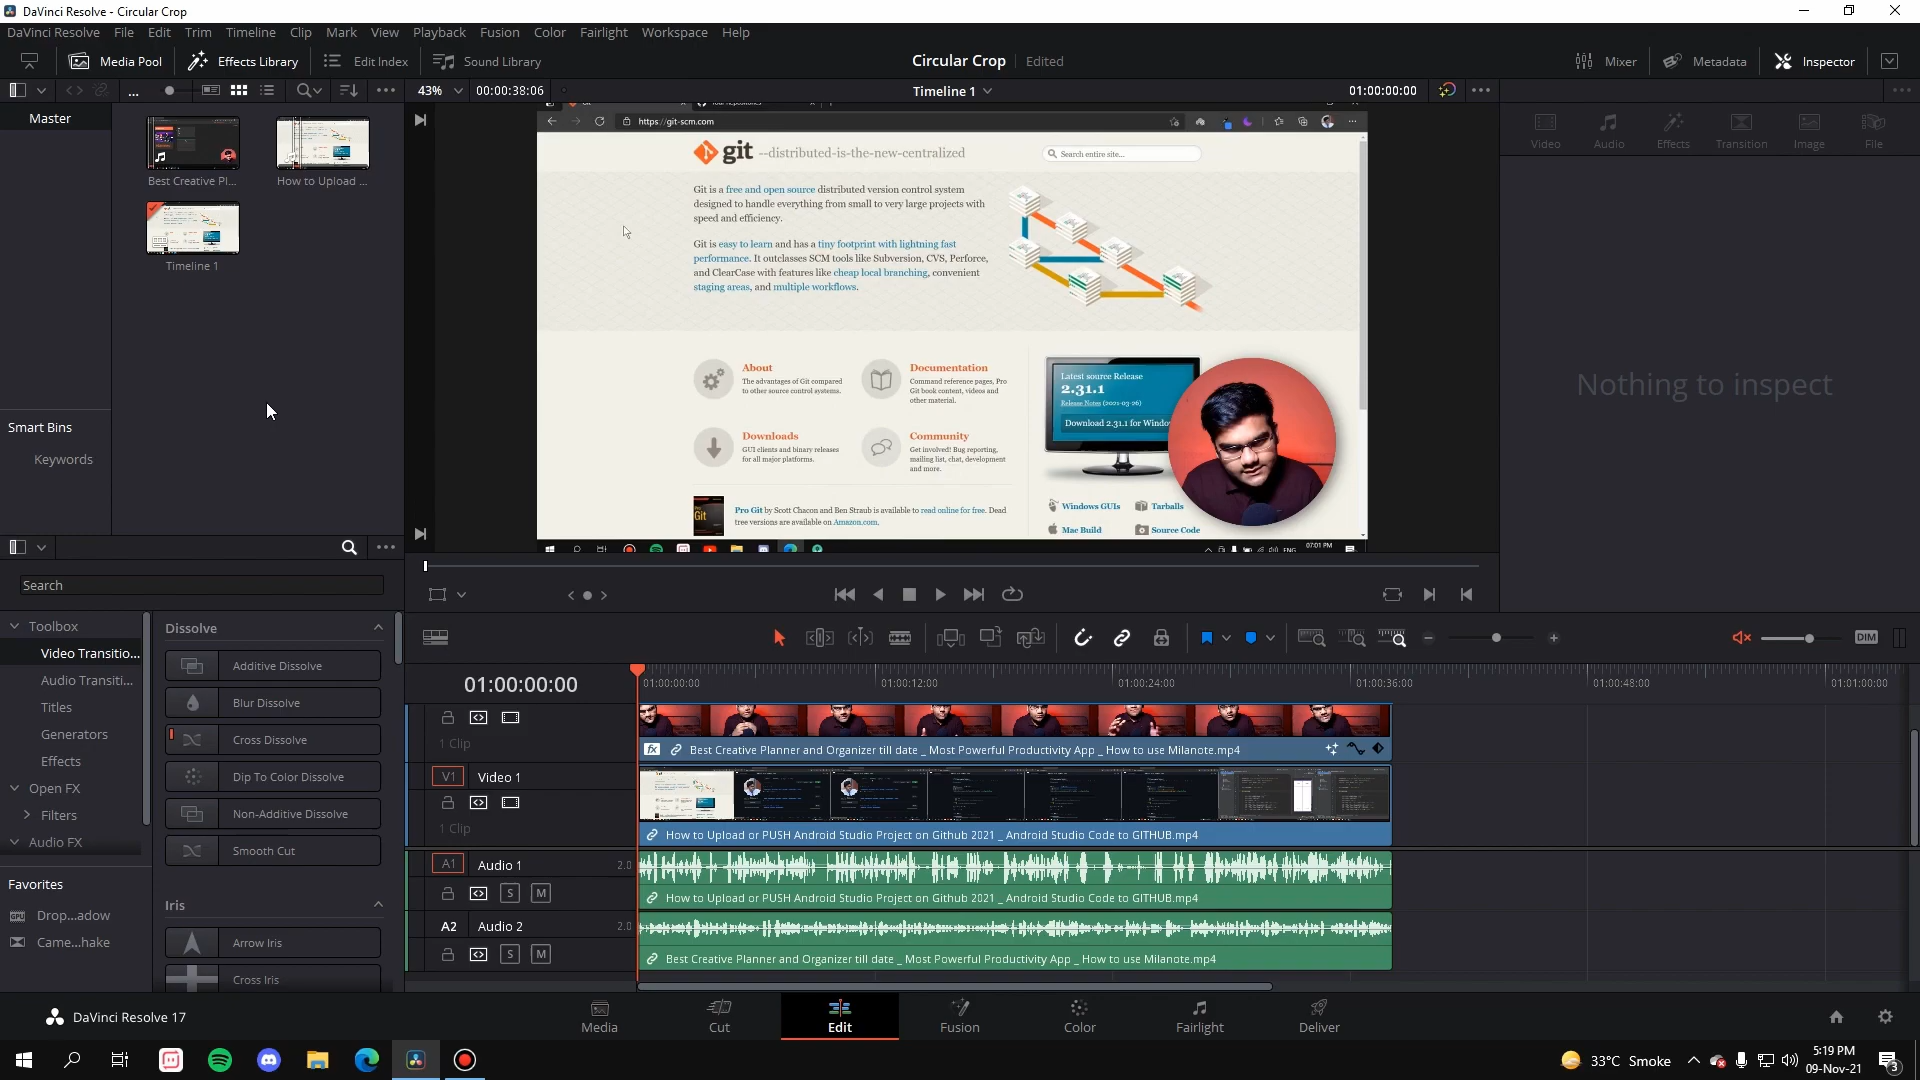 DaVinci Resolve - Circular Crop
DaVinci Resolve File Edit Trim Timeline Clip Mark View Playback Fusion Color Fairlight Workspace Help
Media Pool Effects Library Edit Index Sound Library Circular Crop Edited Mixer Metadata Inspector
... 43% 00:00:38:06 Timeline 1 01:00:00:00
Master
Best Creative Pl...
How to Upload ...
Timeline 1
Smart Bins
Keywords
https://git-scm.com
git --distributed-is-the-new-centralized
Search entire site...
Git is a free and open source distributed version control system
designed to handle everything from small to very large projects with
speed and efficiency.
Git is easy to learn and has a tiny footprint with lightning fast
performance. It outclasses SCM tools like Subversion, CVS, Perforce,
and ClearCase with features like cheap local branching, convenient
staging areas, and multiple workflows.
About
The advantages of Git compared
to other source control systems.
Documentation
Command reference pages, Pro
Git book content, videos and
other material.
Downloads
GUI clients and binary releases
for all major platforms.
Community
Get involved! Bug reporting,
mailing list, chat, development
and more.
Latest source Release
2.31.1
Release Notes (2021-03-26)
Download 2.31.1 for Windo
Pro Git by Scott Chacon and Ben Straub is available to read online for free. Dead
tree versions are available on Amazon.com.
Windows GUIs Tarballs
Mac Build Source Code
ENG 07:01 PM
Video Audio Effects Transition Image File
Nothing to inspect
Search
Toolbox
Video Transitio...
Audio Transiti...
Titles
Generators
Effects
Open FX
Filters
Audio FX
Favorites
Drop...adow
Came...hake
Dissolve
Additive Dissolve
Blur Dissolve
Cross Dissolve
Dip To Color Dissolve
Non-Additive Dissolve
Smooth Cut
Iris
Arrow Iris
Cross Iris
DIM
01:00:00:00
01:00:00:00 01:00:12:00 01:00:24:00 01:00:36:00 01:00:48:00 01:01:00:00
1 Clip
fx Best Creative Planner and Organizer till date _ Most Powerful Productivity App _ How to use Milanote.mp4
V1 Video 1
1 Clip
How to Upload or PUSH Android Studio Project on Github 2021 _ Android Studio Code to GITHUB.mp4
A1 Audio 1 2.0
S M
How to Upload or PUSH Android Studio Project on Github 2021 _ Android Studio Code to GITHUB.mp4
A2 Audio 2 2.0
S M
Best Creative Planner and Organizer till date _ Most Powerful Productivity App _ How to use Milanote.mp4
DaVinci Resolve 17
Media Cut Edit Fusion Color Fairlight Deliver
33°C Smoke
5:19 PM
09-Nov-21
3